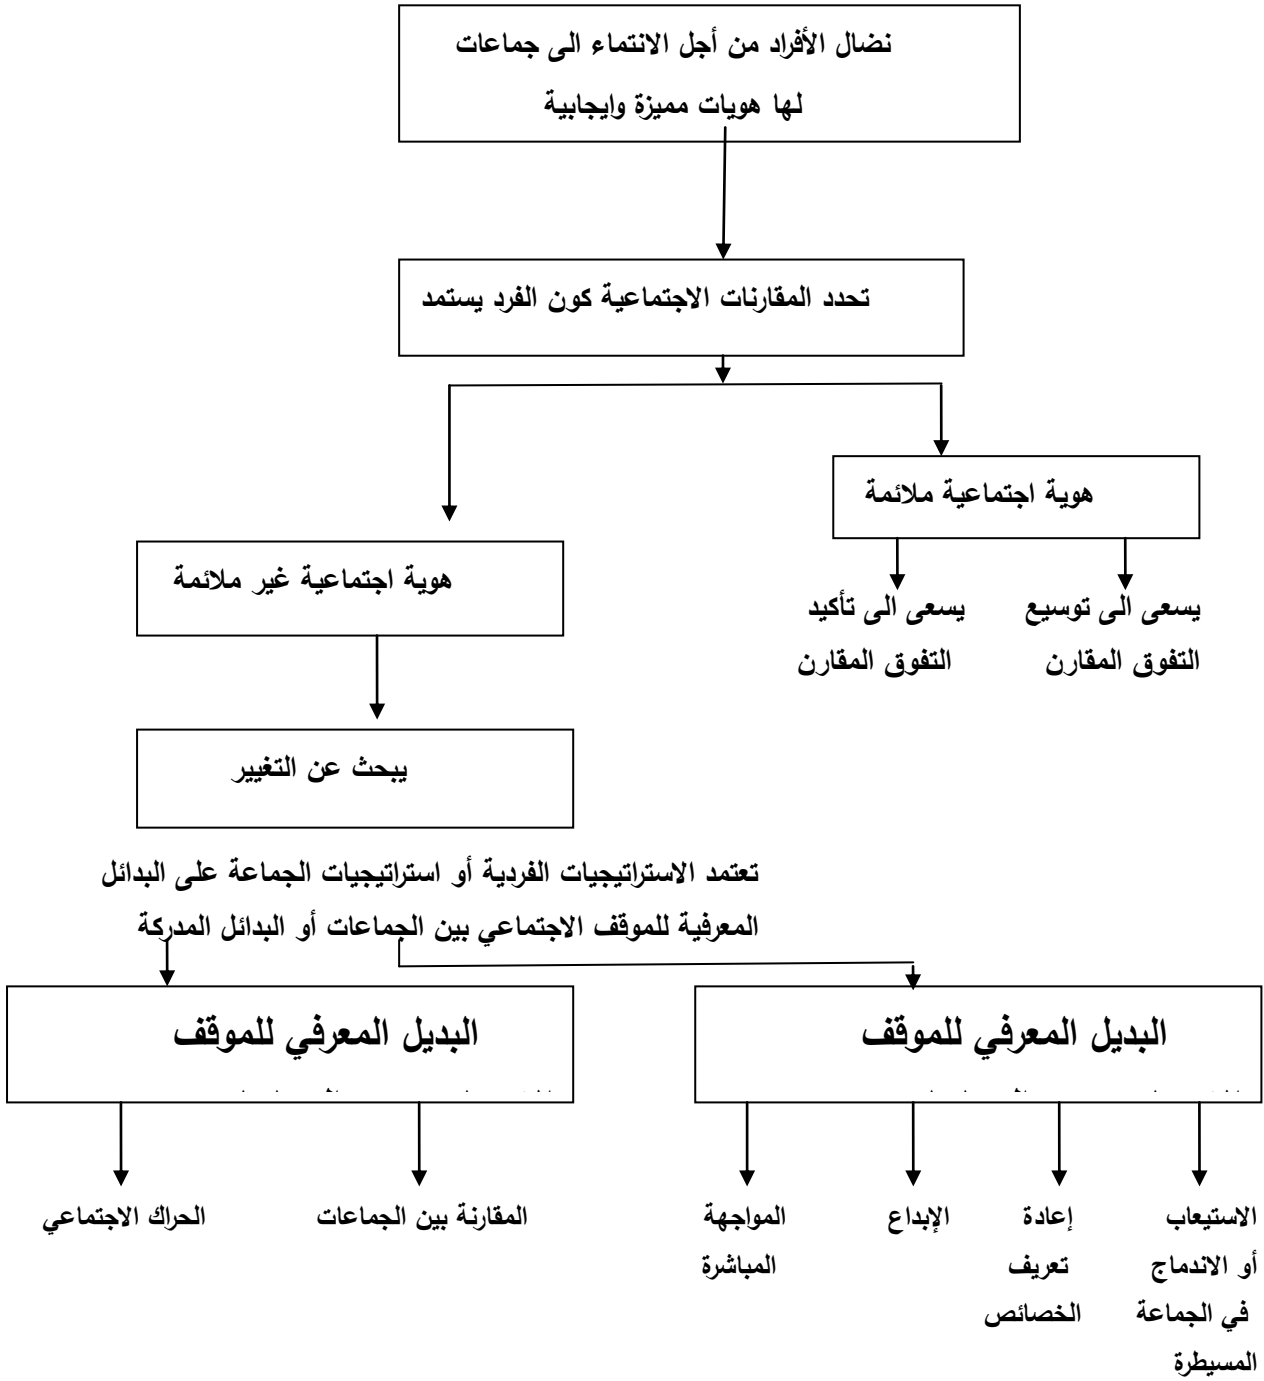 نضال الأفراد من أجل الانتماء الى جماعات
لها هويات مميزة وايجابية
تحدد المقارنات الاجتماعية كون الفرد يستمد
هوية اجتماعية ملائمة
يسعى الى توسيع
التفوق المقارن
يسعى الى تأكيد
التفوق المقارن
هوية اجتماعية غير ملائمة
يبحث عن التغيير
تعتمد الاستراتيجيات الفردية أو استراتيجيات الجماعة على البدائل
المعرفية للموقف الاجتماعي بين الجماعات أو البدائل المدركة
البديل المعرفي للموقف
البديل المعرفي للموقف
الاستيعاب
أو الاندماج
في الجماعة
المسيطرة
إعادة
تعريف
الخصائص
الإبداع
المواجهة
المباشرة
المقارنة بين الجماعات
الحراك الاجتماعي